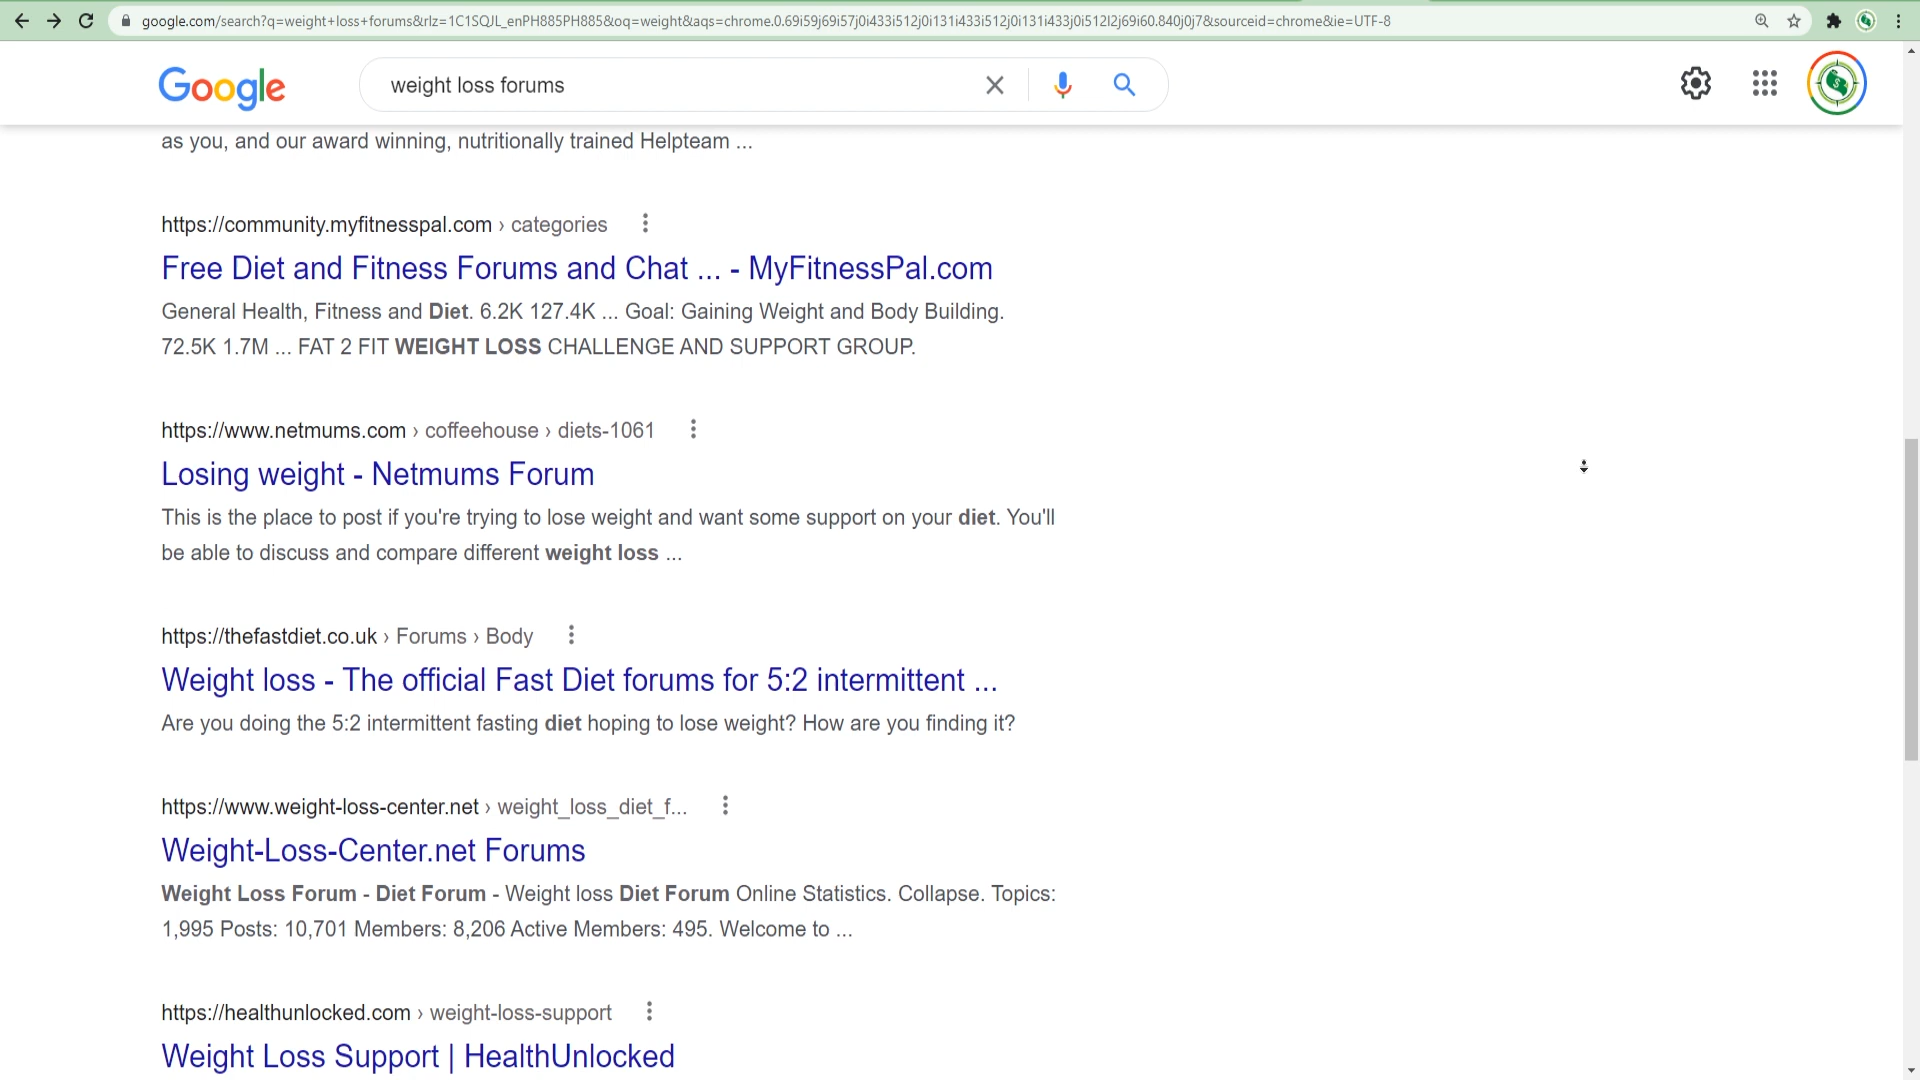 google.com/search?q=weight+loss+forums&rlz=1C1SQJL_enPH885PH885&oq=weight&aqs=chrome.0.69i59j69i57j0i433i512j0i131i433i512j0i131i433j0i512l2j69i60.840j0j7&sourceid=chrome&ie=UTF-8
Google
weight loss forums
as you, and our award winning, nutritionally trained Helpteam ...
https://community.myfitnesspal.com › categories
Free Diet and Fitness Forums and Chat ... - MyFitnessPal.com
General Health, Fitness and Diet. 6.2K 127.4K ... Goal: Gaining Weight and Body Building.
72.5K 1.7M ... FAT 2 FIT WEIGHT LOSS CHALLENGE AND SUPPORT GROUP.
https://www.netmums.com › coffeehouse › diets-1061
Losing weight - Netmums Forum
This is the place to post if you're trying to lose weight and want some support on your diet. You'll
be able to discuss and compare different weight loss ...
https://thefastdiet.co.uk › Forums › Body
Weight loss - The official Fast Diet forums for 5:2 intermittent ...
Are you doing the 5:2 intermittent fasting diet hoping to lose weight? How are you finding it?
https://www.weight-loss-center.net › weight_loss_diet_f...
Weight-Loss-Center.net Forums
Weight Loss Forum - Diet Forum - Weight loss Diet Forum Online Statistics. Collapse. Topics:
1,995 Posts: 10,701 Members: 8,206 Active Members: 495. Welcome to ...
https://healthunlocked.com › weight-loss-support
Weight Loss Support | HealthUnlocked